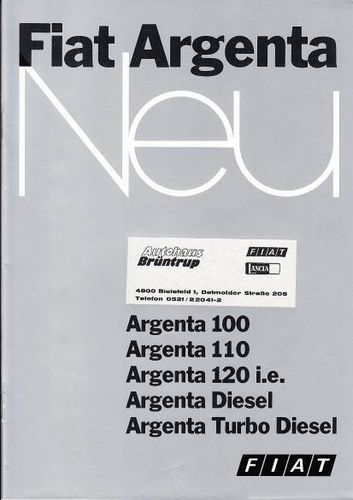 Fiat Argenta
Neu
Autohaus
Brüntrup
FIAT
LANCIA
4800 Bielefeld 1, Detmolder Straße 205
Telefon 0521/22041-2
Argenta 100
Argenta 110
Argenta 120 i.e.
Argenta Diesel
Argenta Turbo Diesel
FIAT